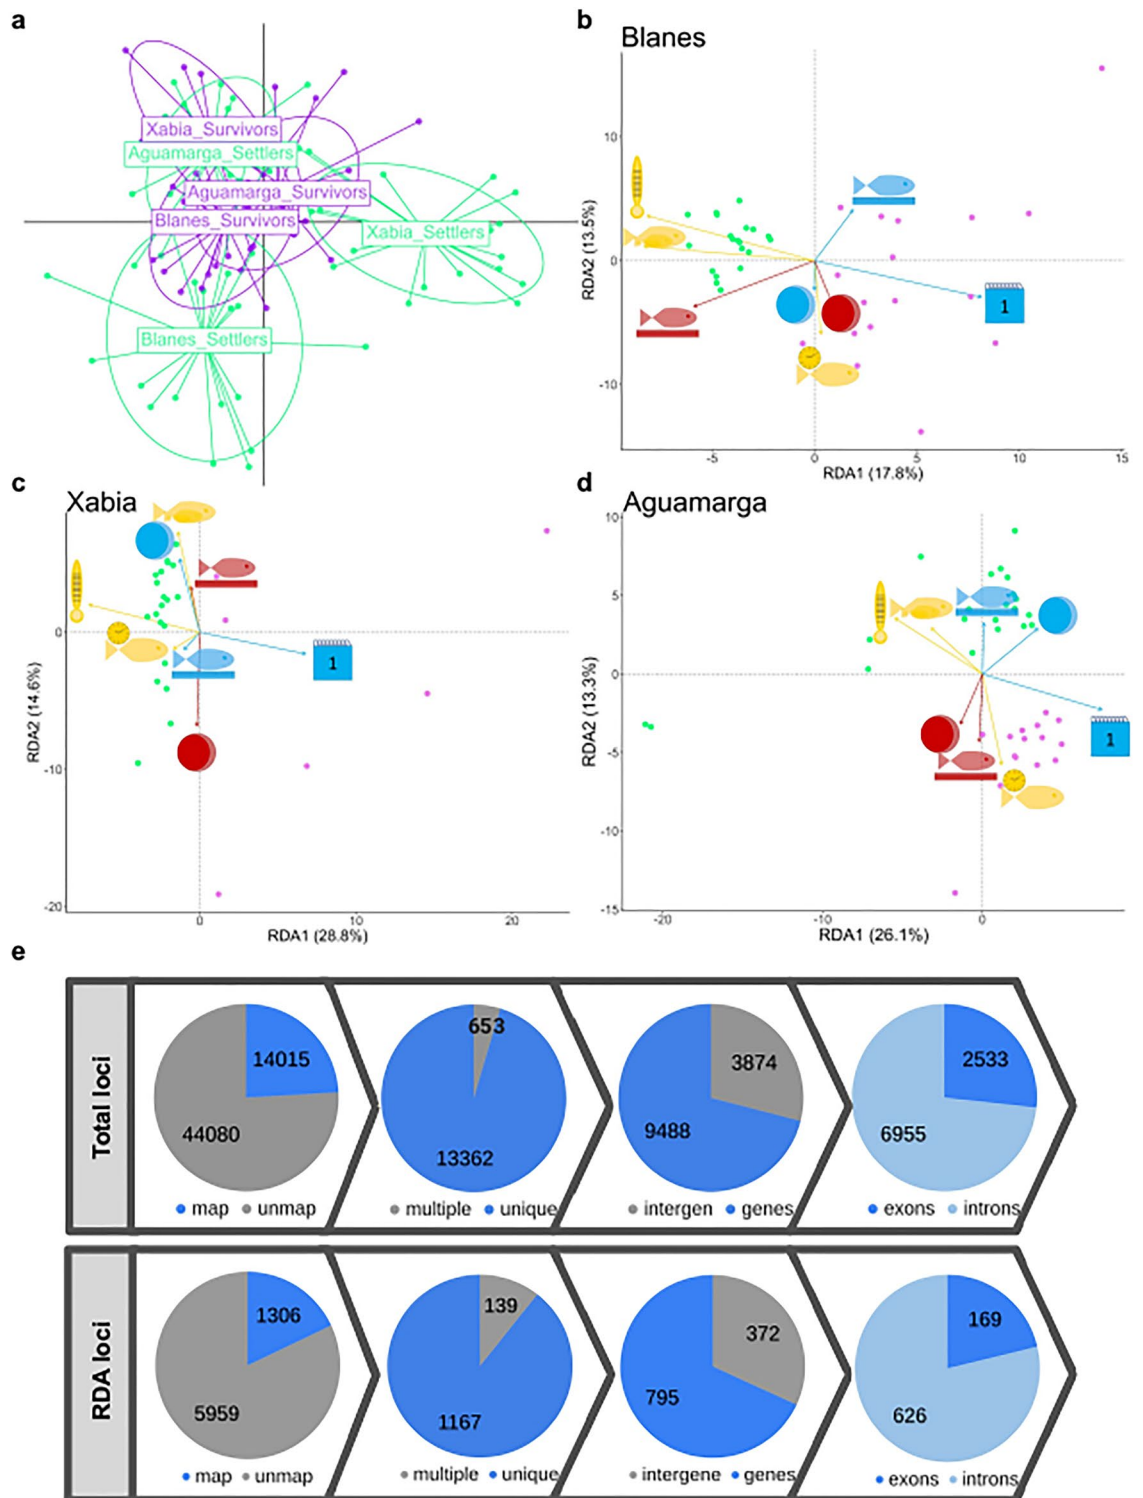 a
Xabia_Survivors
Aguamarga_Settlers
Aguamarga_Survivors
Blanes_Survivors
Xabia_Settlers
Blanes_Settlers
b
Blanes
10
0
-10
RDA2 (13.5%)
1
-5
0
5
10
15
RDA1 (17.8%)
c
Xabia
0
-10
-20
RDA2 (14.6%)
1
0
10
20
RDA1 (28.8%)
d
Aguamarga
10
5
0
-5
-10
-15
RDA2 (13.3%)
1
-20
-10
0
RDA1 (26.1%)
e
Total loci
14015
44080
map unmap
653
13362
multiple unique
3874
9488
intergen genes
2533
6955
exons introns
RDA loci
1306
5959
map unmap
139
1167
multiple unique
372
795
intergene genes
169
626
exons introns